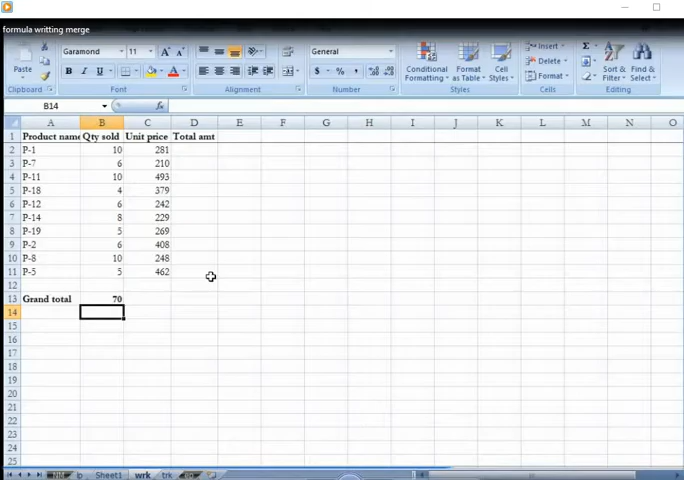 formula writting merge
Garamond 11 General Insert
Paste Conditional Formatting Format as Table Cell Styles Delete Format Sort & Filter Find & Select
Clipboard Font Alignment Number Styles Cells Editing
B14 fx
A B C D E F G H I J K L M N O
1 Product name Qty sold Unit price Total amt
2 P-1 10 281
3 P-7 6 210
4 P-11 10 493
5 P-18 4 379
6 P-12 6 242
7 P-14 8 229
8 P-19 5 269
9 P-2 6 408
10 P-8 10 248
11 P-5 5 462
12
13 Grand total 70
14
15
16
17
18
19
20
21
22
23
24
25
ip Sheet1 wrk trk